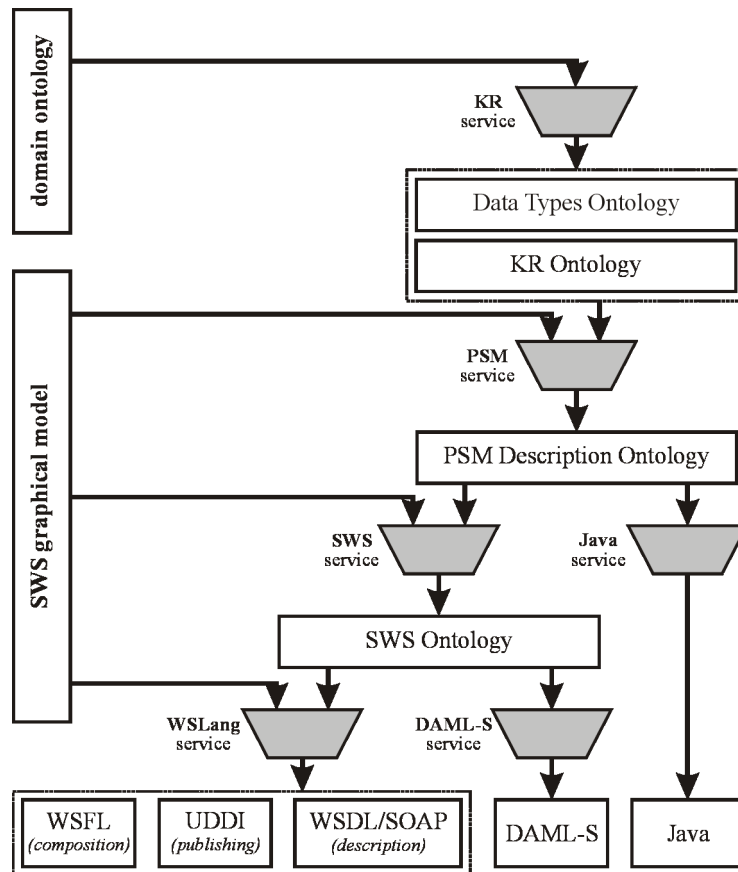 domain ontology
KR
service
Data Types Ontology
KR Ontology
SWS graphical model
PSM
service
PSM Description Ontology
SWS
service
Java
service
SWS Ontology
WSLang
service
DAML-S
service
WSFL
(composition)
UDDI
(publishing)
WSDL/SOAP
(description)
DAML-S
Java